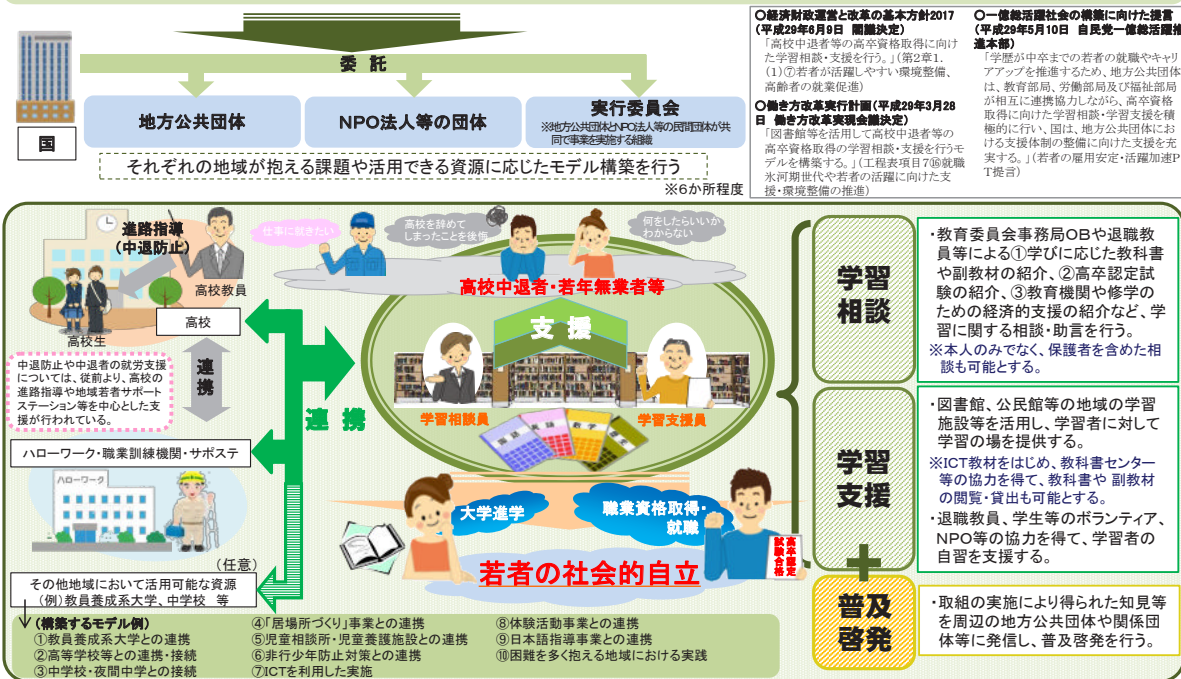 国
委 託
地方公共団体
NPO法人等の団体
実行委員会
※地方公共団体とNPO法人等の民間団体が共
同で事業を実施する組織
それぞれの地域が抱える課題や活用できる資源に応じたモデル構築を行う
※6か所程度
○経済財政運営と改革の基本方針2017
(平成29年6月9日 閣議決定)
「高校中退者等の高卒資格取得に向け
た学習相談・支援を行う。」(第2章1.
(1)⑦若者が活躍しやすい環境整備、
高齢者の就業促進)
○働き方改革実行計画(平成29年3月28
日 働き方改革実現会議決定)
「図書館等を活用して高校中退者等の
高卒資格取得の学習相談・支援を行うモ
デルを構築する。」(工程表項目7⑯就職
氷河期世代や若者の活躍に向けた支
援・環境整備の推進)
○一億総活躍社会の構築に向けた提言
(平成29年5月10日 自民党一億総活躍推
進本部)
「学歴が中卒までの若者の就職やキャリ
アアップを推進するため、地方公共団体
は、教育部局、労働部局及び福祉部局
が相互に連携協力しながら、高卒資格
取得に向けた学習相談・学習支援を積
極的に行い、国は、地方公共団体にお
ける支援体制の整備に向けた支援を充
実する。」(若者の雇用安定・活躍加速P
T提言)
進路指導
(中退防止)
高校教員
高校生
高校
連携
中退防止や中退者の就労支援
については、従前より、高校の
進路指導や地域若者サポート
ステーション等を中心とした支
援が行われている。
ハローワーク・職業訓練機関・サポステ
ハローワーク
(任意)
その他地域において活用可能な資源
(例)教員養成系大学、中学校 等
連 携
仕事に就きたい
高校を辞めて
しまったことを後悔
何をしたらいいか
わからない
高校中退者・若年無業者等
支 援
学習相談員
学習支援員
国語
英語
数学
大学進学
職業資格取得・
就職
高卒認定
試験合格
若者の社会的自立
学習
相談
・教育委員会事務局OBや退職教
員等による①学びに応じた教科書
や副教材の紹介、②高卒認定試
験の紹介、③教育機関や修学の
ための経済的支援の紹介など、学
習に関する相談・助言を行う。
※本人のみでなく、保護者を含めた相
談も可能とする。
学習
支援
・図書館、公民館等の地域の学習
施設等を活用し、学習者に対して
学習の場を提供する。
※ICT教材をはじめ、教科書センター
等の協力を得て、教科書や 副教材
の閲覧・貸出も可能とする。
・退職教員、学生等のボランティア、
NPO等の協力を得て、学習者の
自習を支援する。
+
普及
啓発
・取組の実施により得られた知見等
を周辺の地方公共団体や関係団
体等に発信し、普及啓発を行う。
(構築するモデル例)
①教員養成系大学との連携
②高等学校等との連携・接続
③中学校・夜間中学との接続
④「居場所づくり」事業との連携
⑤児童相談所・児童養護施設との連携
⑥非行少年防止対策との連携
⑦ICTを利用した実施
⑧体験活動事業との連携
⑨日本語指導事業との連携
⑩困難を多く抱える地域における実践